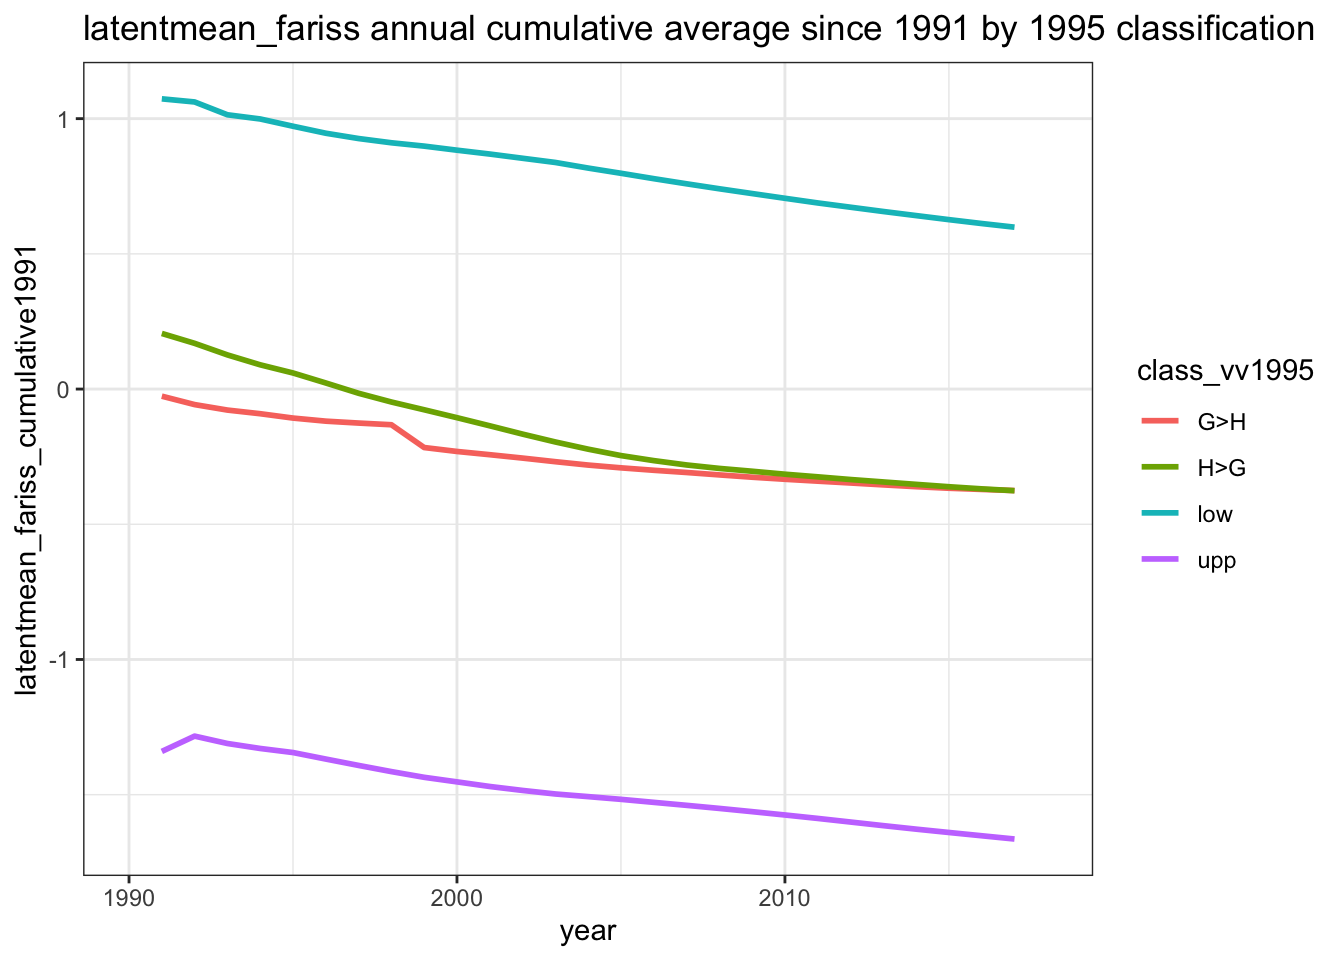 latentmean_fariss annual cumulative average since 1991 by 1995 classification
latentmean_fariss_cumulative1991
1
0
-1
1990
2000
2010
year
class_vv1995
G>H
H>G
low
upp